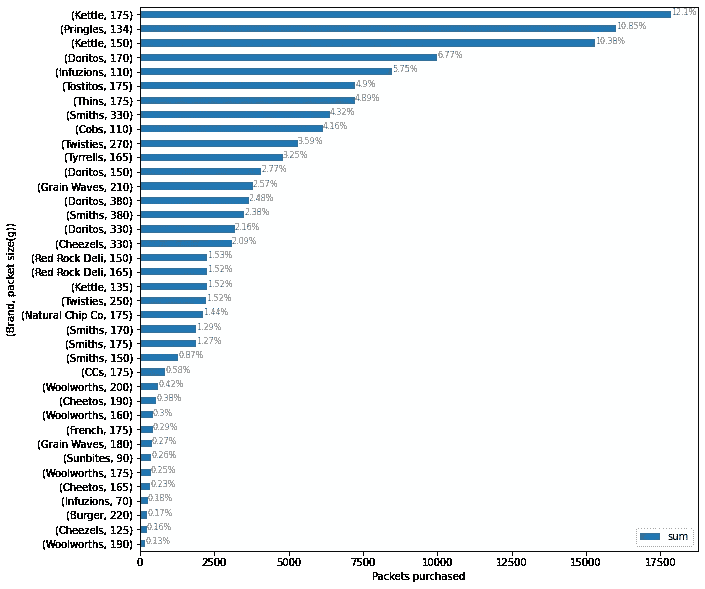 (Kettle, 175) 12.1%
(Pringles, 134) 10.85%
(Kettle, 150) 10.38%
(Doritos, 170) 6.77%
(Infuzions, 110) 5.75%
(Tostitos, 175) 4.9%
(Thins, 175) 4.89%
(Smiths, 330) 4.32%
(Cobs, 110) 4.16%
(Twisties, 270) 3.59%
(Tyrrells, 165) 3.25%
(Doritos, 150) 2.77%
(Grain Waves, 210) 2.57%
(Doritos, 380) 2.48%
(Smiths, 380) 2.38%
(Doritos, 330) 2.16%
(Cheezels, 330) 2.09%
(Red Rock Deli, 150) 1.53%
(Red Rock Deli, 165) 1.52%
(Kettle, 135) 1.52%
(Twisties, 250) 1.52%
(Natural Chip Co, 175) 1.44%
(Smiths, 170) 1.29%
(Smiths, 175) 1.27%
(Smiths, 150) 0.87%
(CCs, 175) 0.58%
(Woolworths, 200) 0.42%
(Cheetos, 190) 0.38%
(Woolworths, 160) 0.3%
(French, 175) 0.29%
(Grain Waves, 180) 0.27%
(Sunbites, 90) 0.26%
(Woolworths, 175) 0.25%
(Cheetos, 165) 0.23%
(Infuzions, 70) 0.18%
(Burger, 220) 0.17%
(Cheezels, 125) 0.16%
(Woolworths, 190) 0.13%
(Brand, packet size(g))
sum
0 2500 5000 7500 10000 12500 15000 17500
Packets purchased